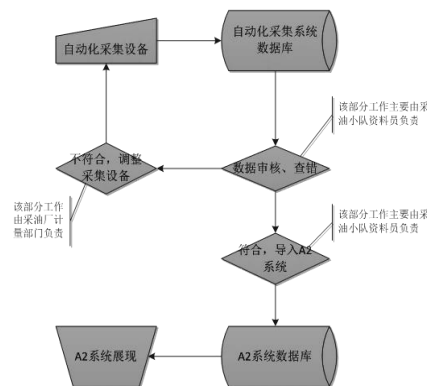 自动化采集设备
自动化采集系统
数据库
该部分工作主要由采
油小队资料员负责
不符合，调整
采集设备
数据审核、查错
该部分工作
由采油厂计
量部门负责
该部分工作主要由采
油小队资料员负责
符合，导入A2
系统
A2系统展现
A2系统数据库